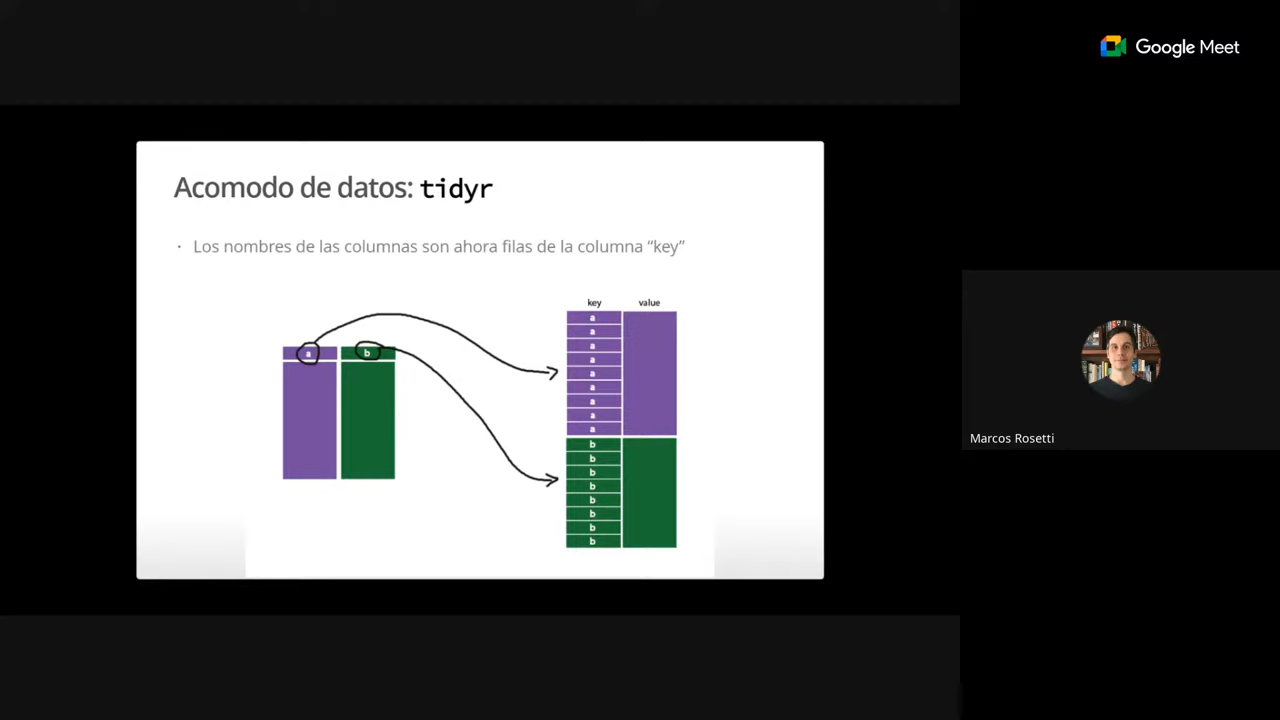 Google Meet
Acomodo de datos: tidyr
· Los nombres de las columnas son ahora filas de la columna “key”
key value
a b
a
a
a
a
a
a
a
a
a
b
b
b
b
b
b
b
b
Marcos Rosetti